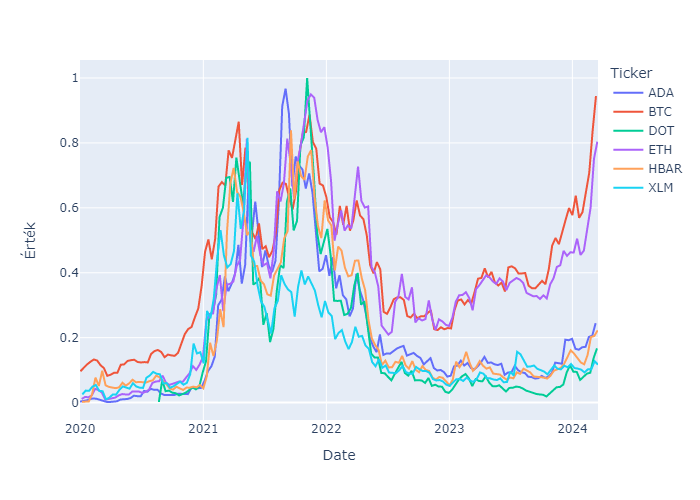 Ticker
ADA
BTC
DOT
ETH
HBAR
XLM
1
0.8
0.6
0.4
0.2
0
Érték
2020
2021
2022
2023
2024
Date